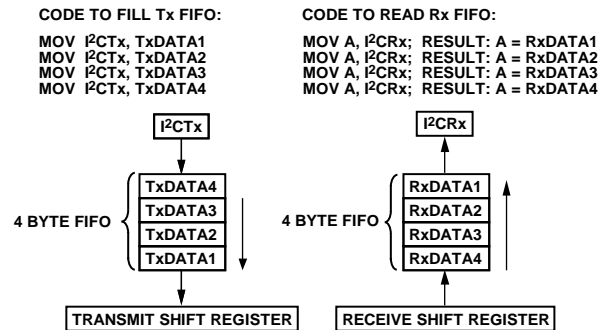 CODE TO FILL Tx FIFO:
MOV I²CTx, TxDATA1
MOV I²CTx, TxDATA2
MOV I²CTx, TxDATA3
MOV I²CTx, TxDATA4
I²CTx
4 BYTE FIFO
TxDATA4
TxDATA3
TxDATA2
TxDATA1
TRANSMIT SHIFT REGISTER
CODE TO READ Rx FIFO:
MOV A, I²CRx; RESULT: A = RxDATA1
MOV A, I²CRx; RESULT: A = RxDATA2
MOV A, I²CRx; RESULT: A = RxDATA3
MOV A, I²CRx; RESULT: A = RxDATA4
I²CRx
4 BYTE FIFO
RxDATA1
RxDATA2
RxDATA3
RxDATA4
RECEIVE SHIFT REGISTER